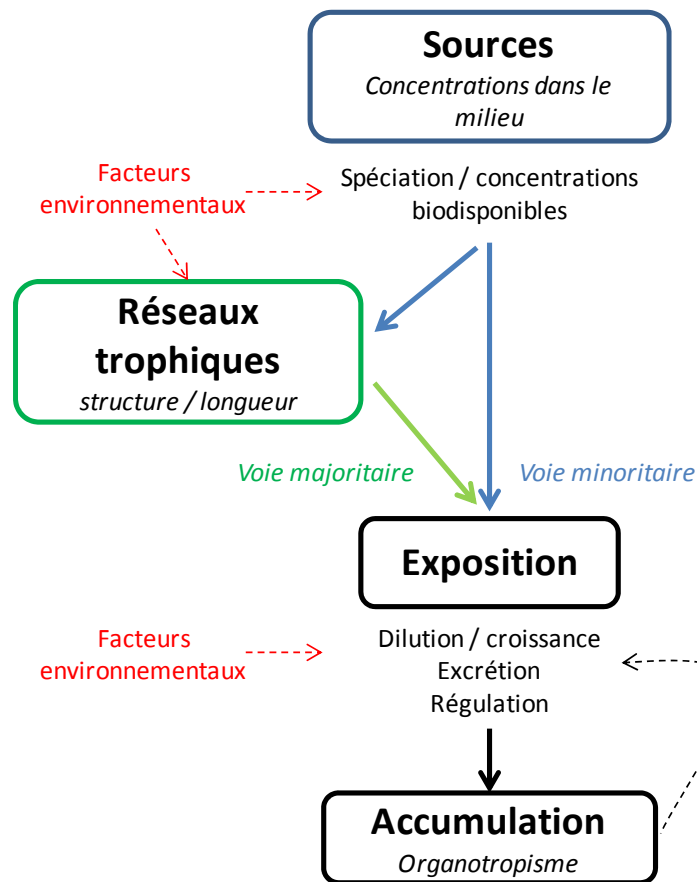 Sources
Concentrations dans le
milieu
Facteurs
environnementaux
Spéciation / concentrations
biodisponibles
Réseaux
trophiques
structure / longueur
Voie majoritaire
Voie minoritaire
Exposition
Facteurs
environnementaux
Dilution / croissance
Excrétion
Régulation
Accumulation
Organotropisme